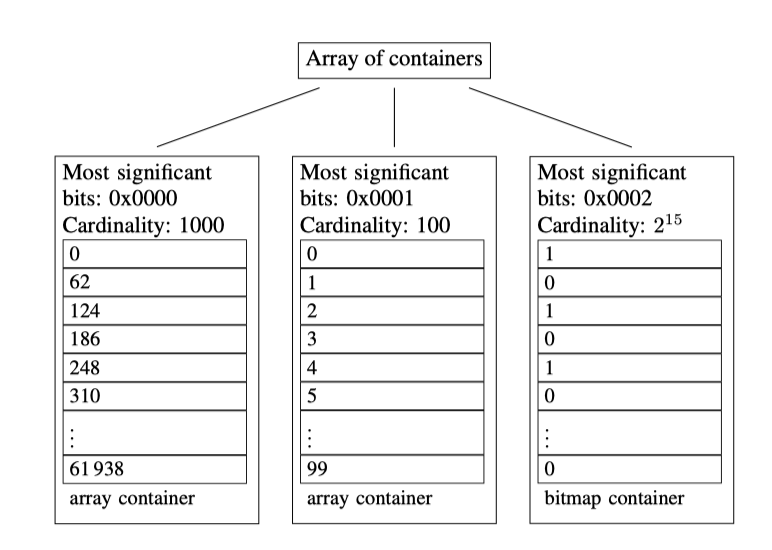 Array of containers
Most significant
bits: 0x0000
Cardinality: 1000
0
62
124
186
248
310
⋮
61 938
array container
Most significant
bits: 0x0001
Cardinality: 100
0
1
2
3
4
5
⋮
99
array container
Most significant
bits: 0x0002
Cardinality: 2¹⁵
1
0
1
0
1
0
⋮
0
bitmap container